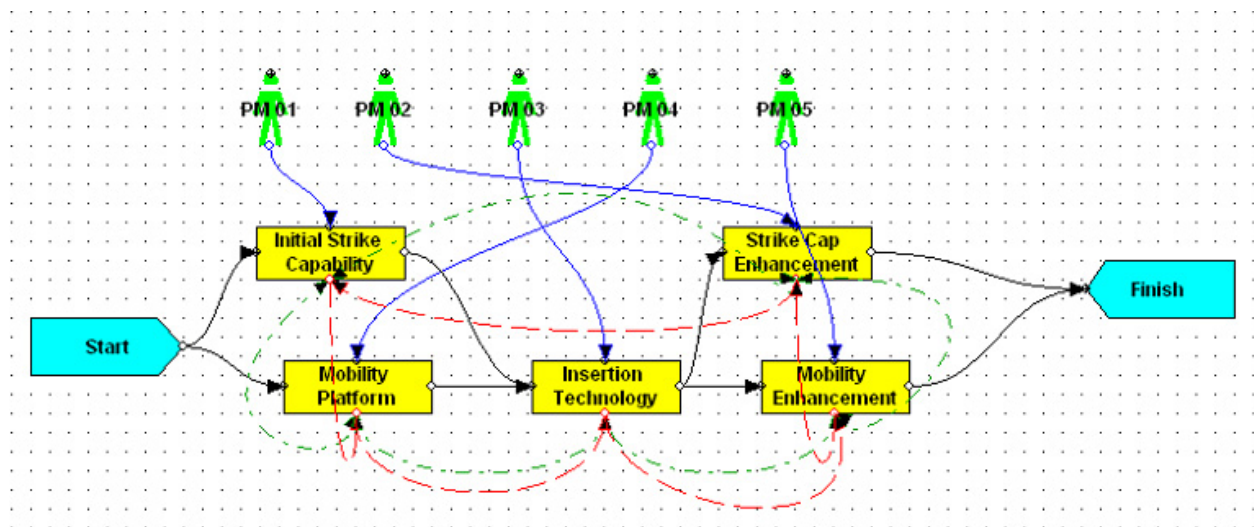 PM 01
PM 02
PM 03
PM 04
PM 05
Initial Strike
Capability
Strike Cap
Enhancement
Finish
Start
Mobility
Platform
Insertion
Technology
Mobility
Enhancement